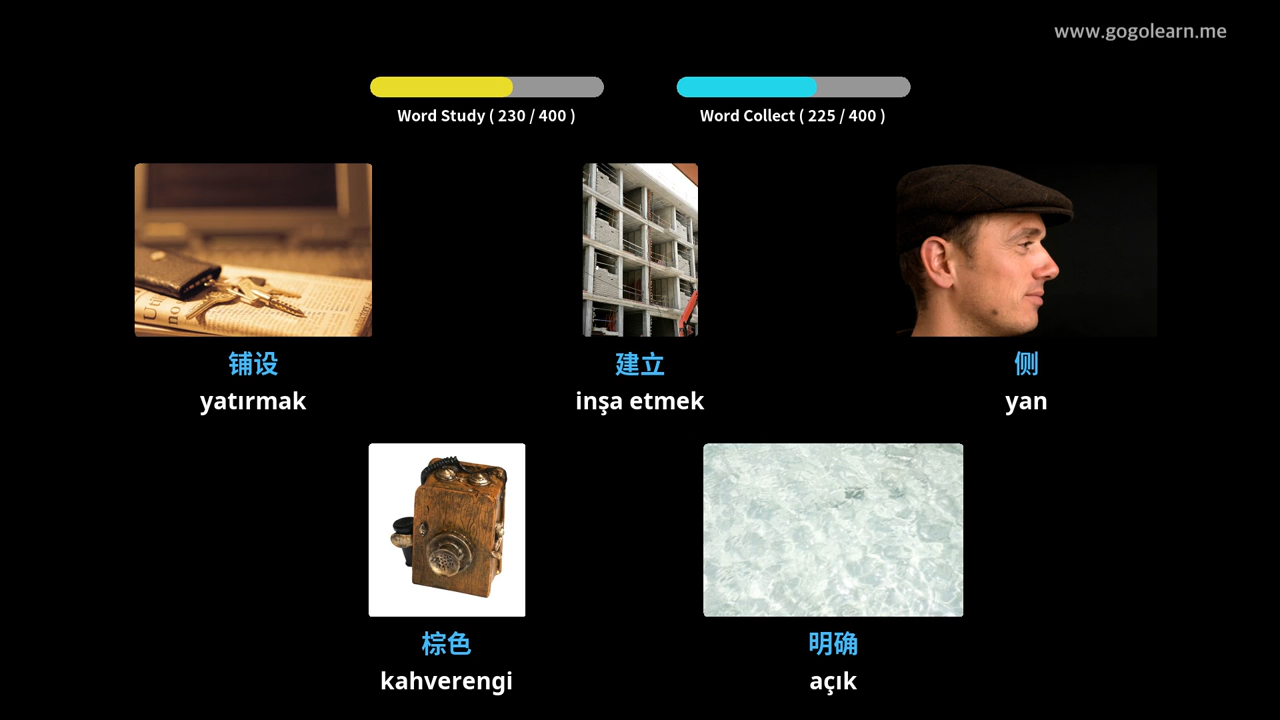 www.gogolearn.me
Word Study ( 230 / 400 )
Word Collect ( 225 / 400 )
铺设
yatırmak
建立
inşa etmek
侧
yan
棕色
kahverengi
明确
açık